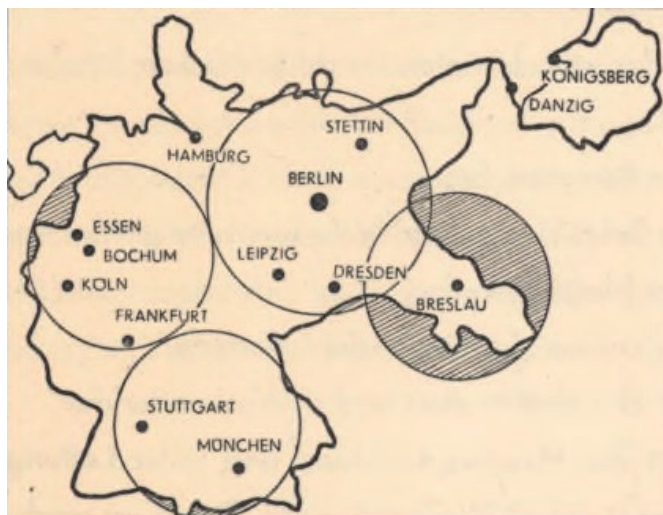 KÖNIGSBERG
DANZIG
STETTIN
HAMBURG
BERLIN
ESSEN
BOCHUM
LEIPZIG
KÖLN
DRESDEN
BRESLAU
FRANKFURT
STUTTGART
MÜNCHEN